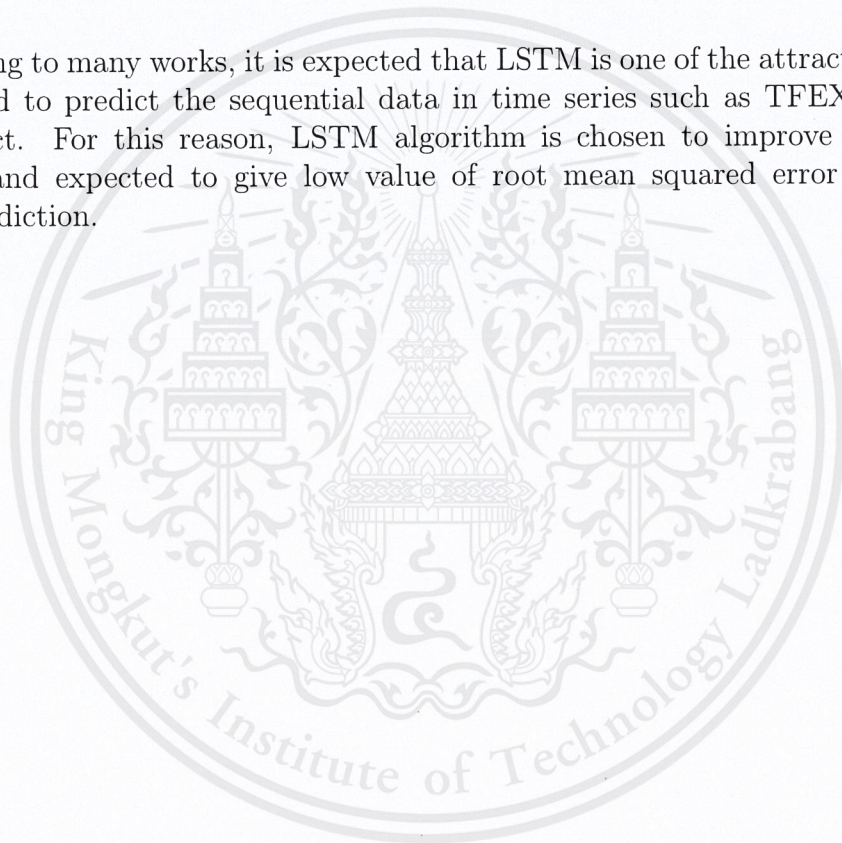 ng to many works, it is expected that LSTM is one of the attract
d to predict the sequential data in time series such as TFEX
ct. For this reason, LSTM algorithm is chosen to improve
and expected to give low value of root mean squared error
diction.
King Mongkut's Institute of Technology Ladkrabang